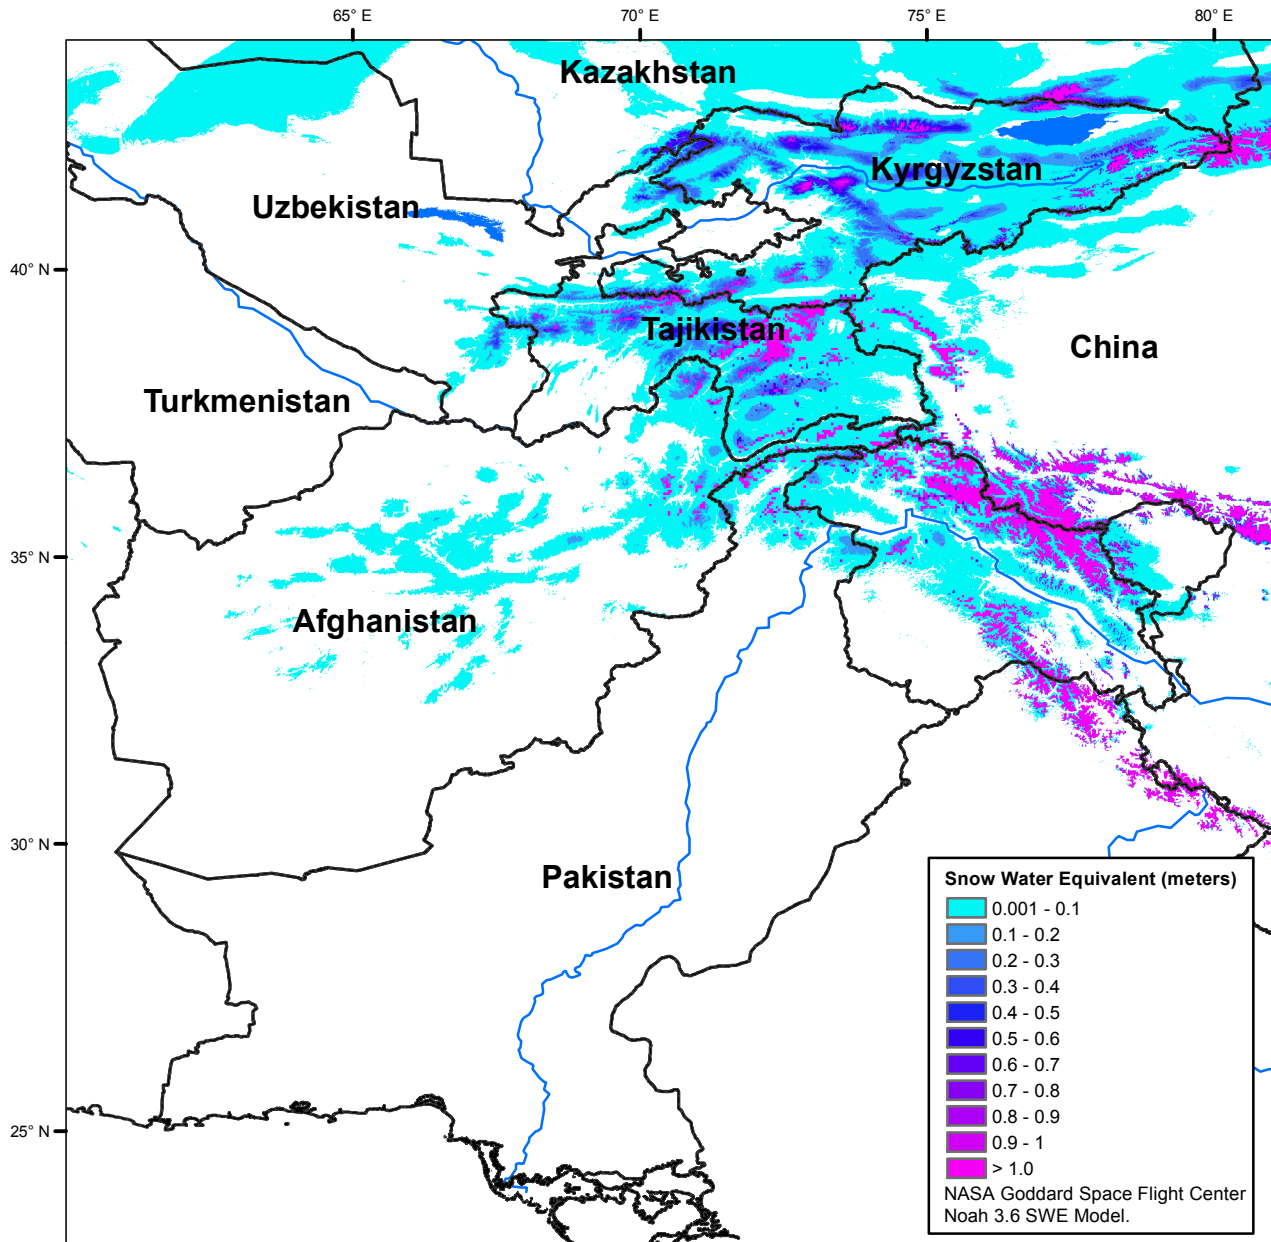 65° E
70° E
75° E
80° E
Kazakhstan
Kyrgyzstan
Uzbekistan
40° N
Tajikistan
China
Turkmenistan
35° N
Afghanistan
30° N
Pakistan
Snow Water Equivalent (meters)
0.001 - 0.1
0.1 - 0.2
0.2 - 0.3
0.3 - 0.4
0.4 - 0.5
0.5 - 0.6
0.6 - 0.7
0.7 - 0.8
0.8 - 0.9
0.9 - 1
> 1.0
NASA Goddard Space Flight Center
Noah 3.6 SWE Model.
25° N